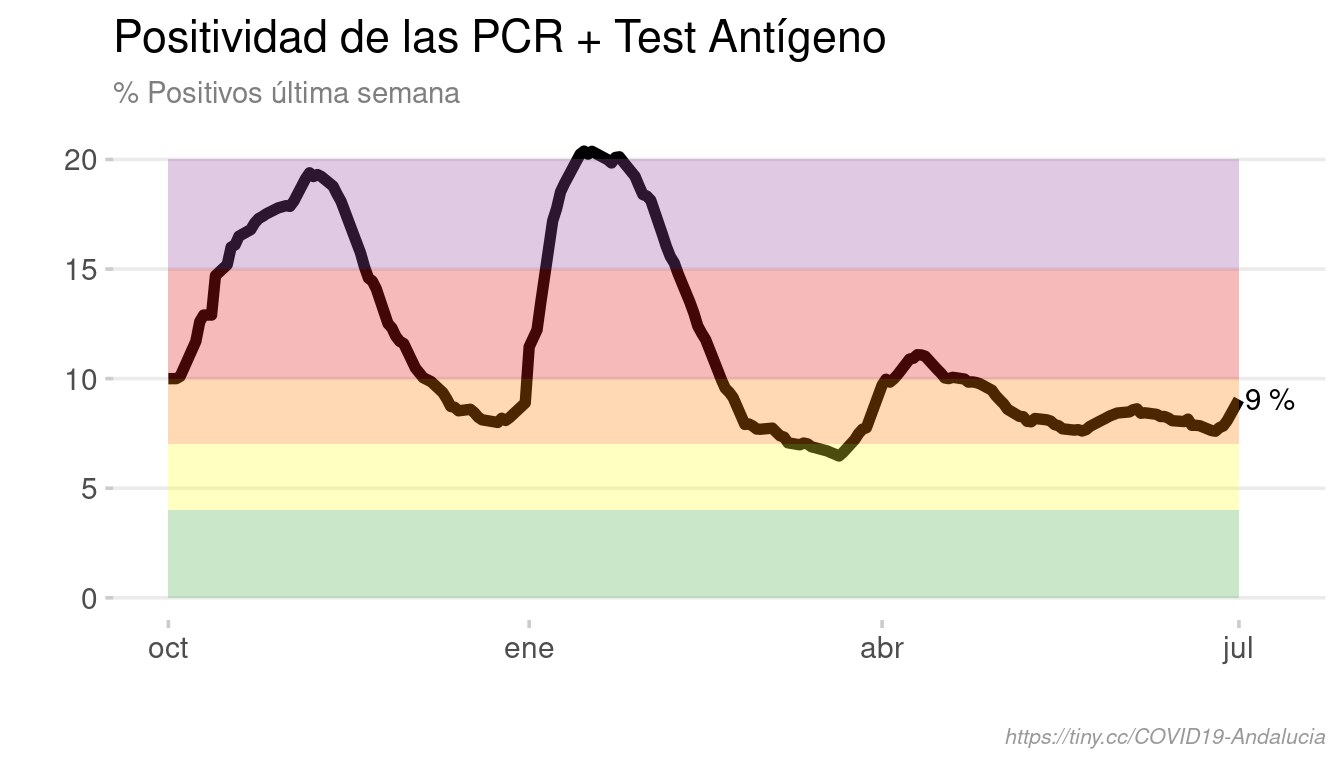 Positividad de las PCR + Test Antígeno
% Positivos última semana
20
15
10
5
0
9 %
oct ene abr jul
https://tiny.cc/COVID19-Andalucia